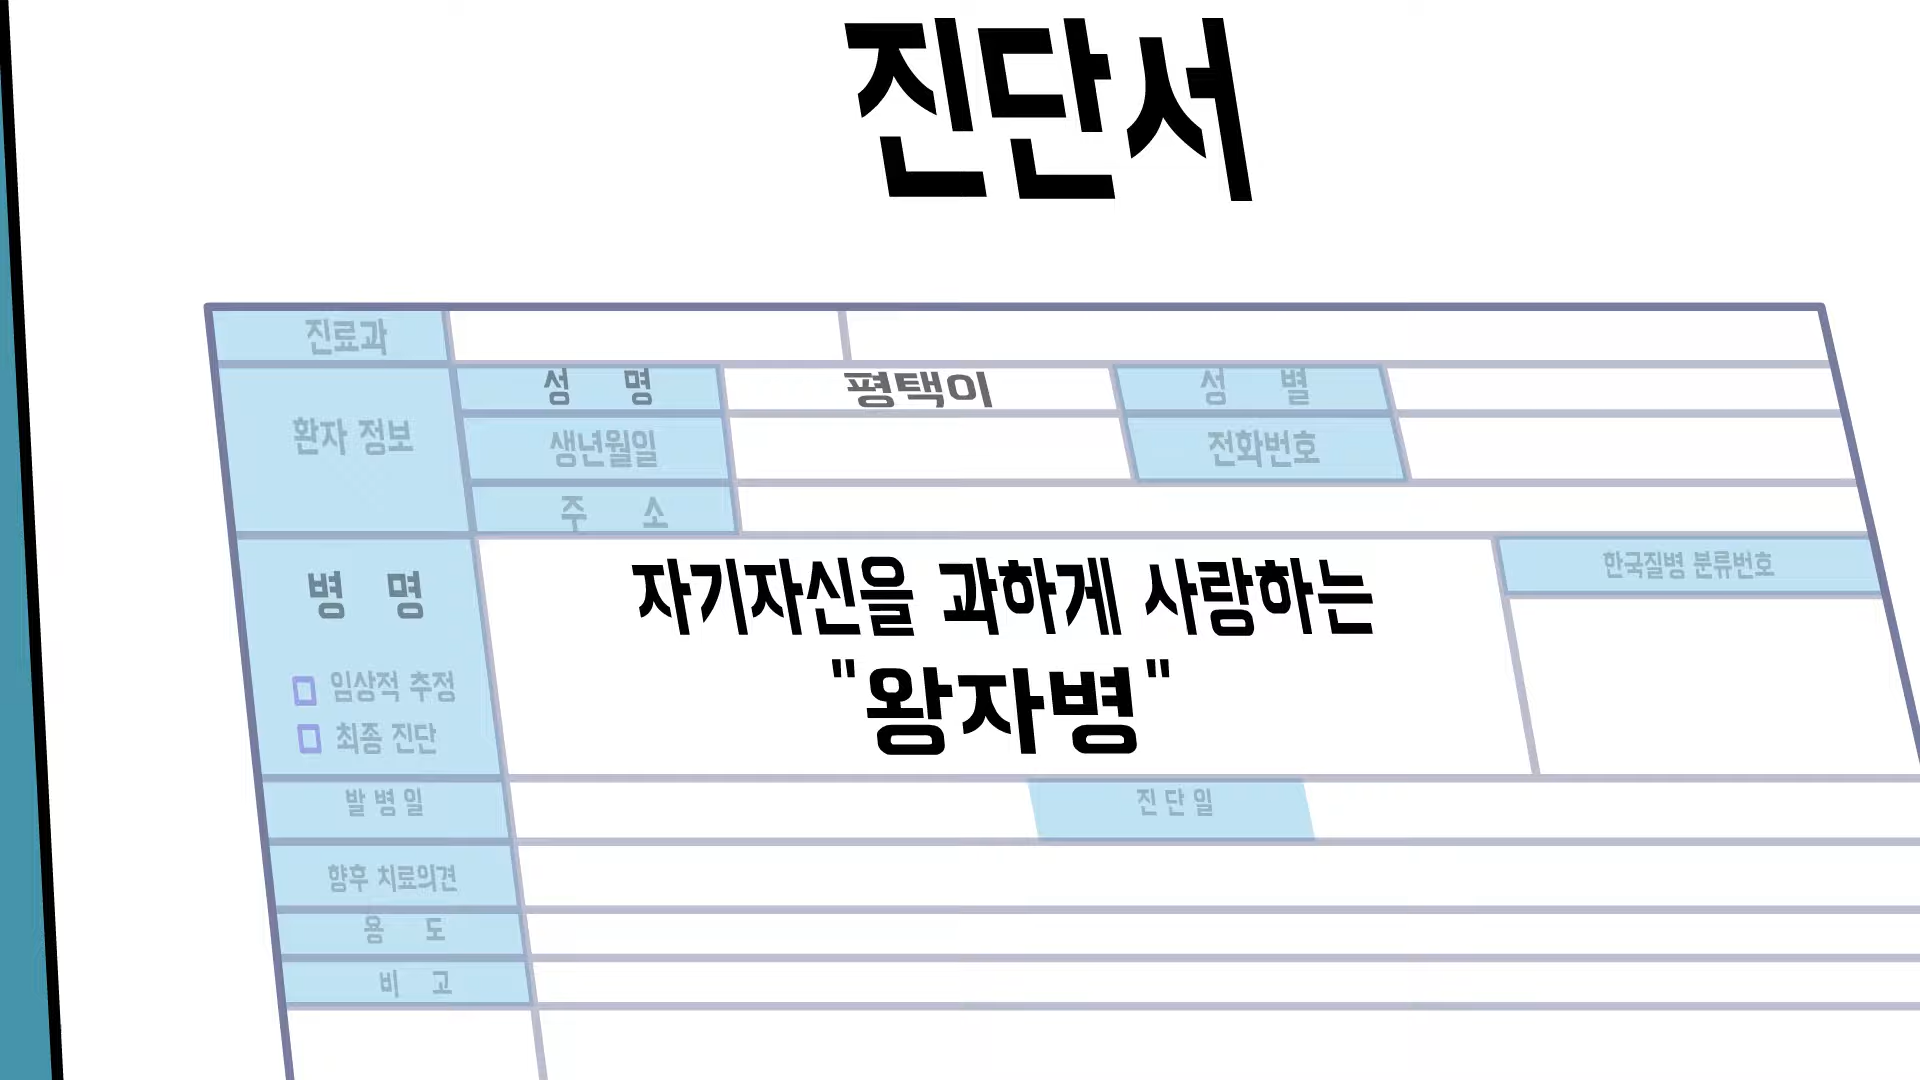 진단서
진료과
환자 정보
성 명
평택이
성 별
생년월일
전화번호
주 소
병 명
자기자신을 과하게 사랑하는
"왕자병"
한국질병 분류번호
임상적 추정
최종 진단
발 병 일
진 단 일
향후 치료의견
용 도
비 고